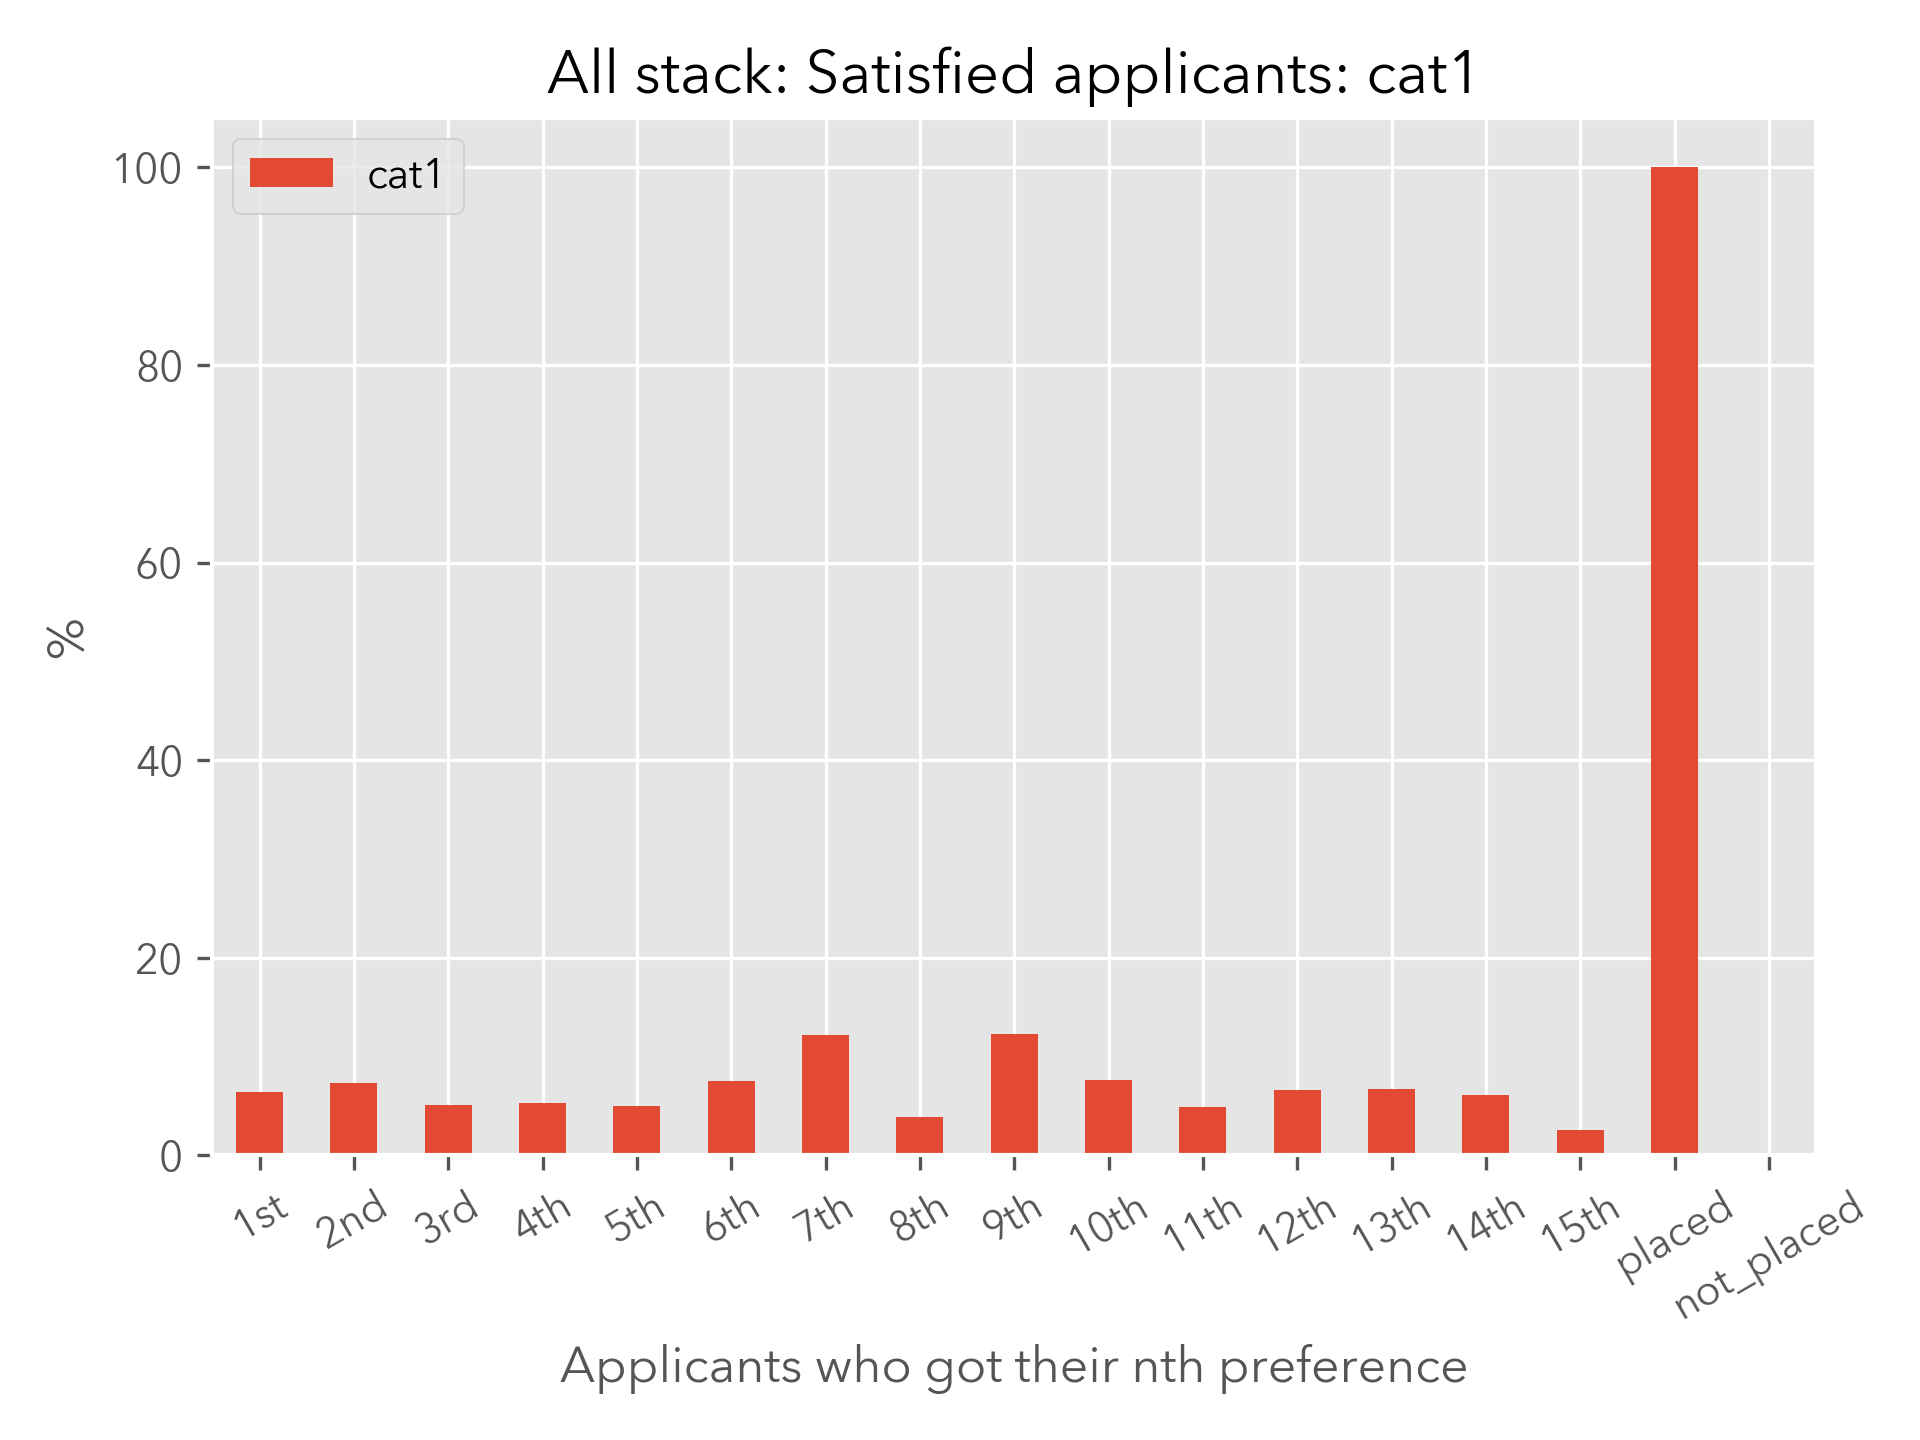 All stack: Satisfied applicants: cat1
cat1
100
80
60
40
20
0
%
1st 2nd 3rd 4th 5th 6th 7th 8th 9th 10th 11th 12th 13th 14th 15th placed not_placed
Applicants who got their nth preference